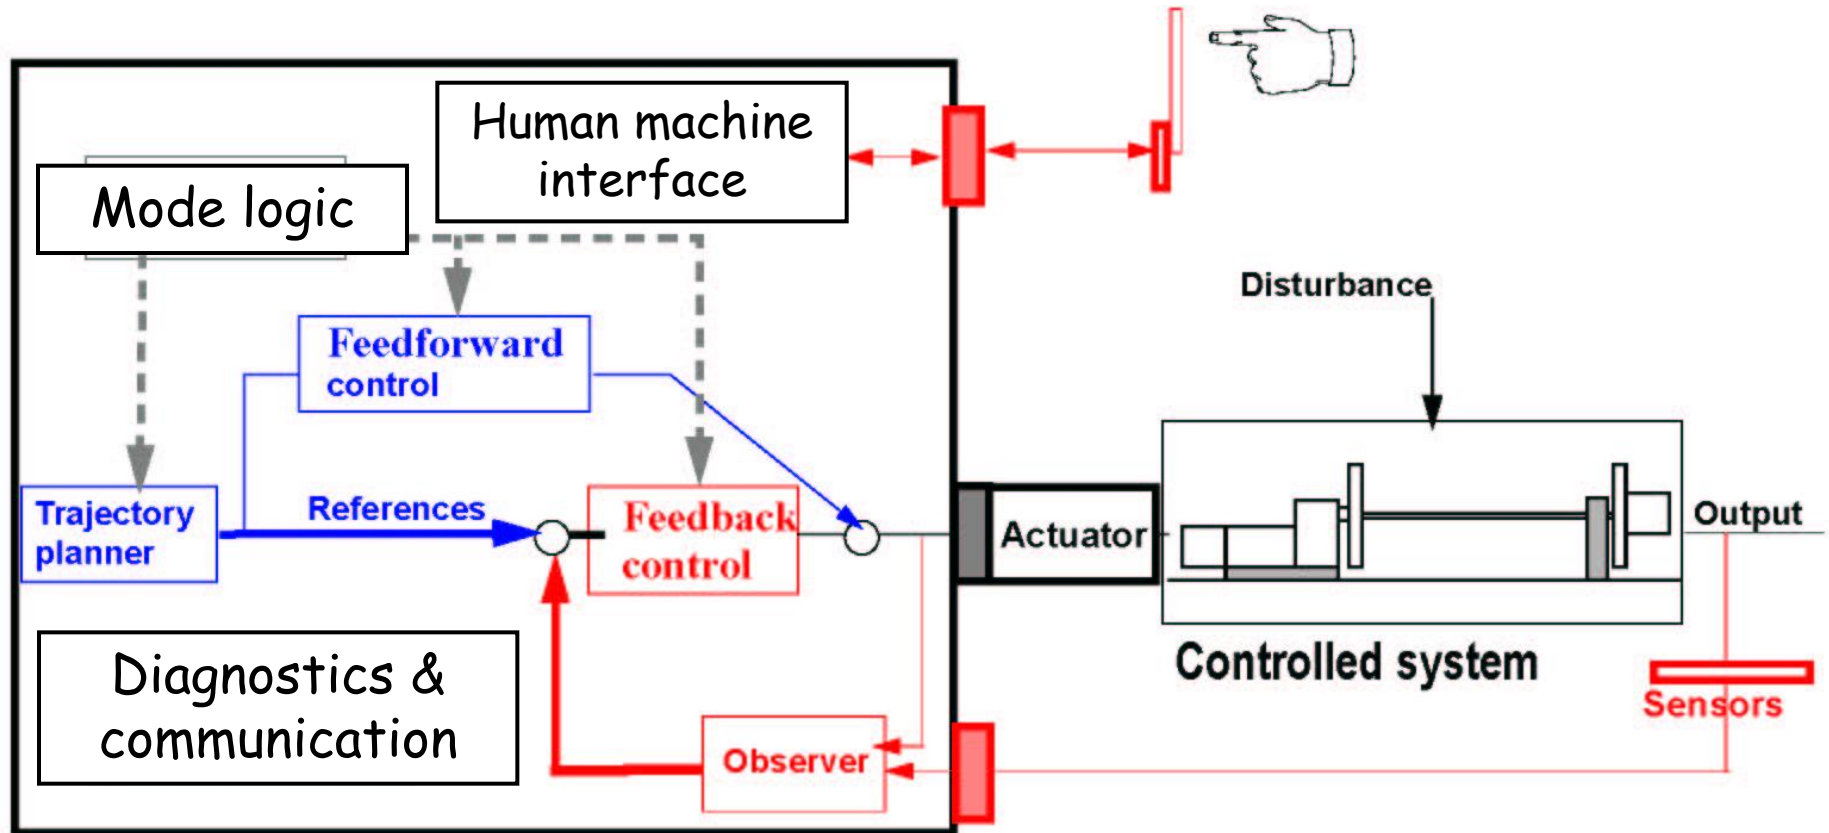 Human machine
interface
Mode logic
Disturbance
Feedforward
control
Trajectory
planner
References
Feedback
control
Actuator
Output
Controlled system
Sensors
Diagnostics &
communication
Observer